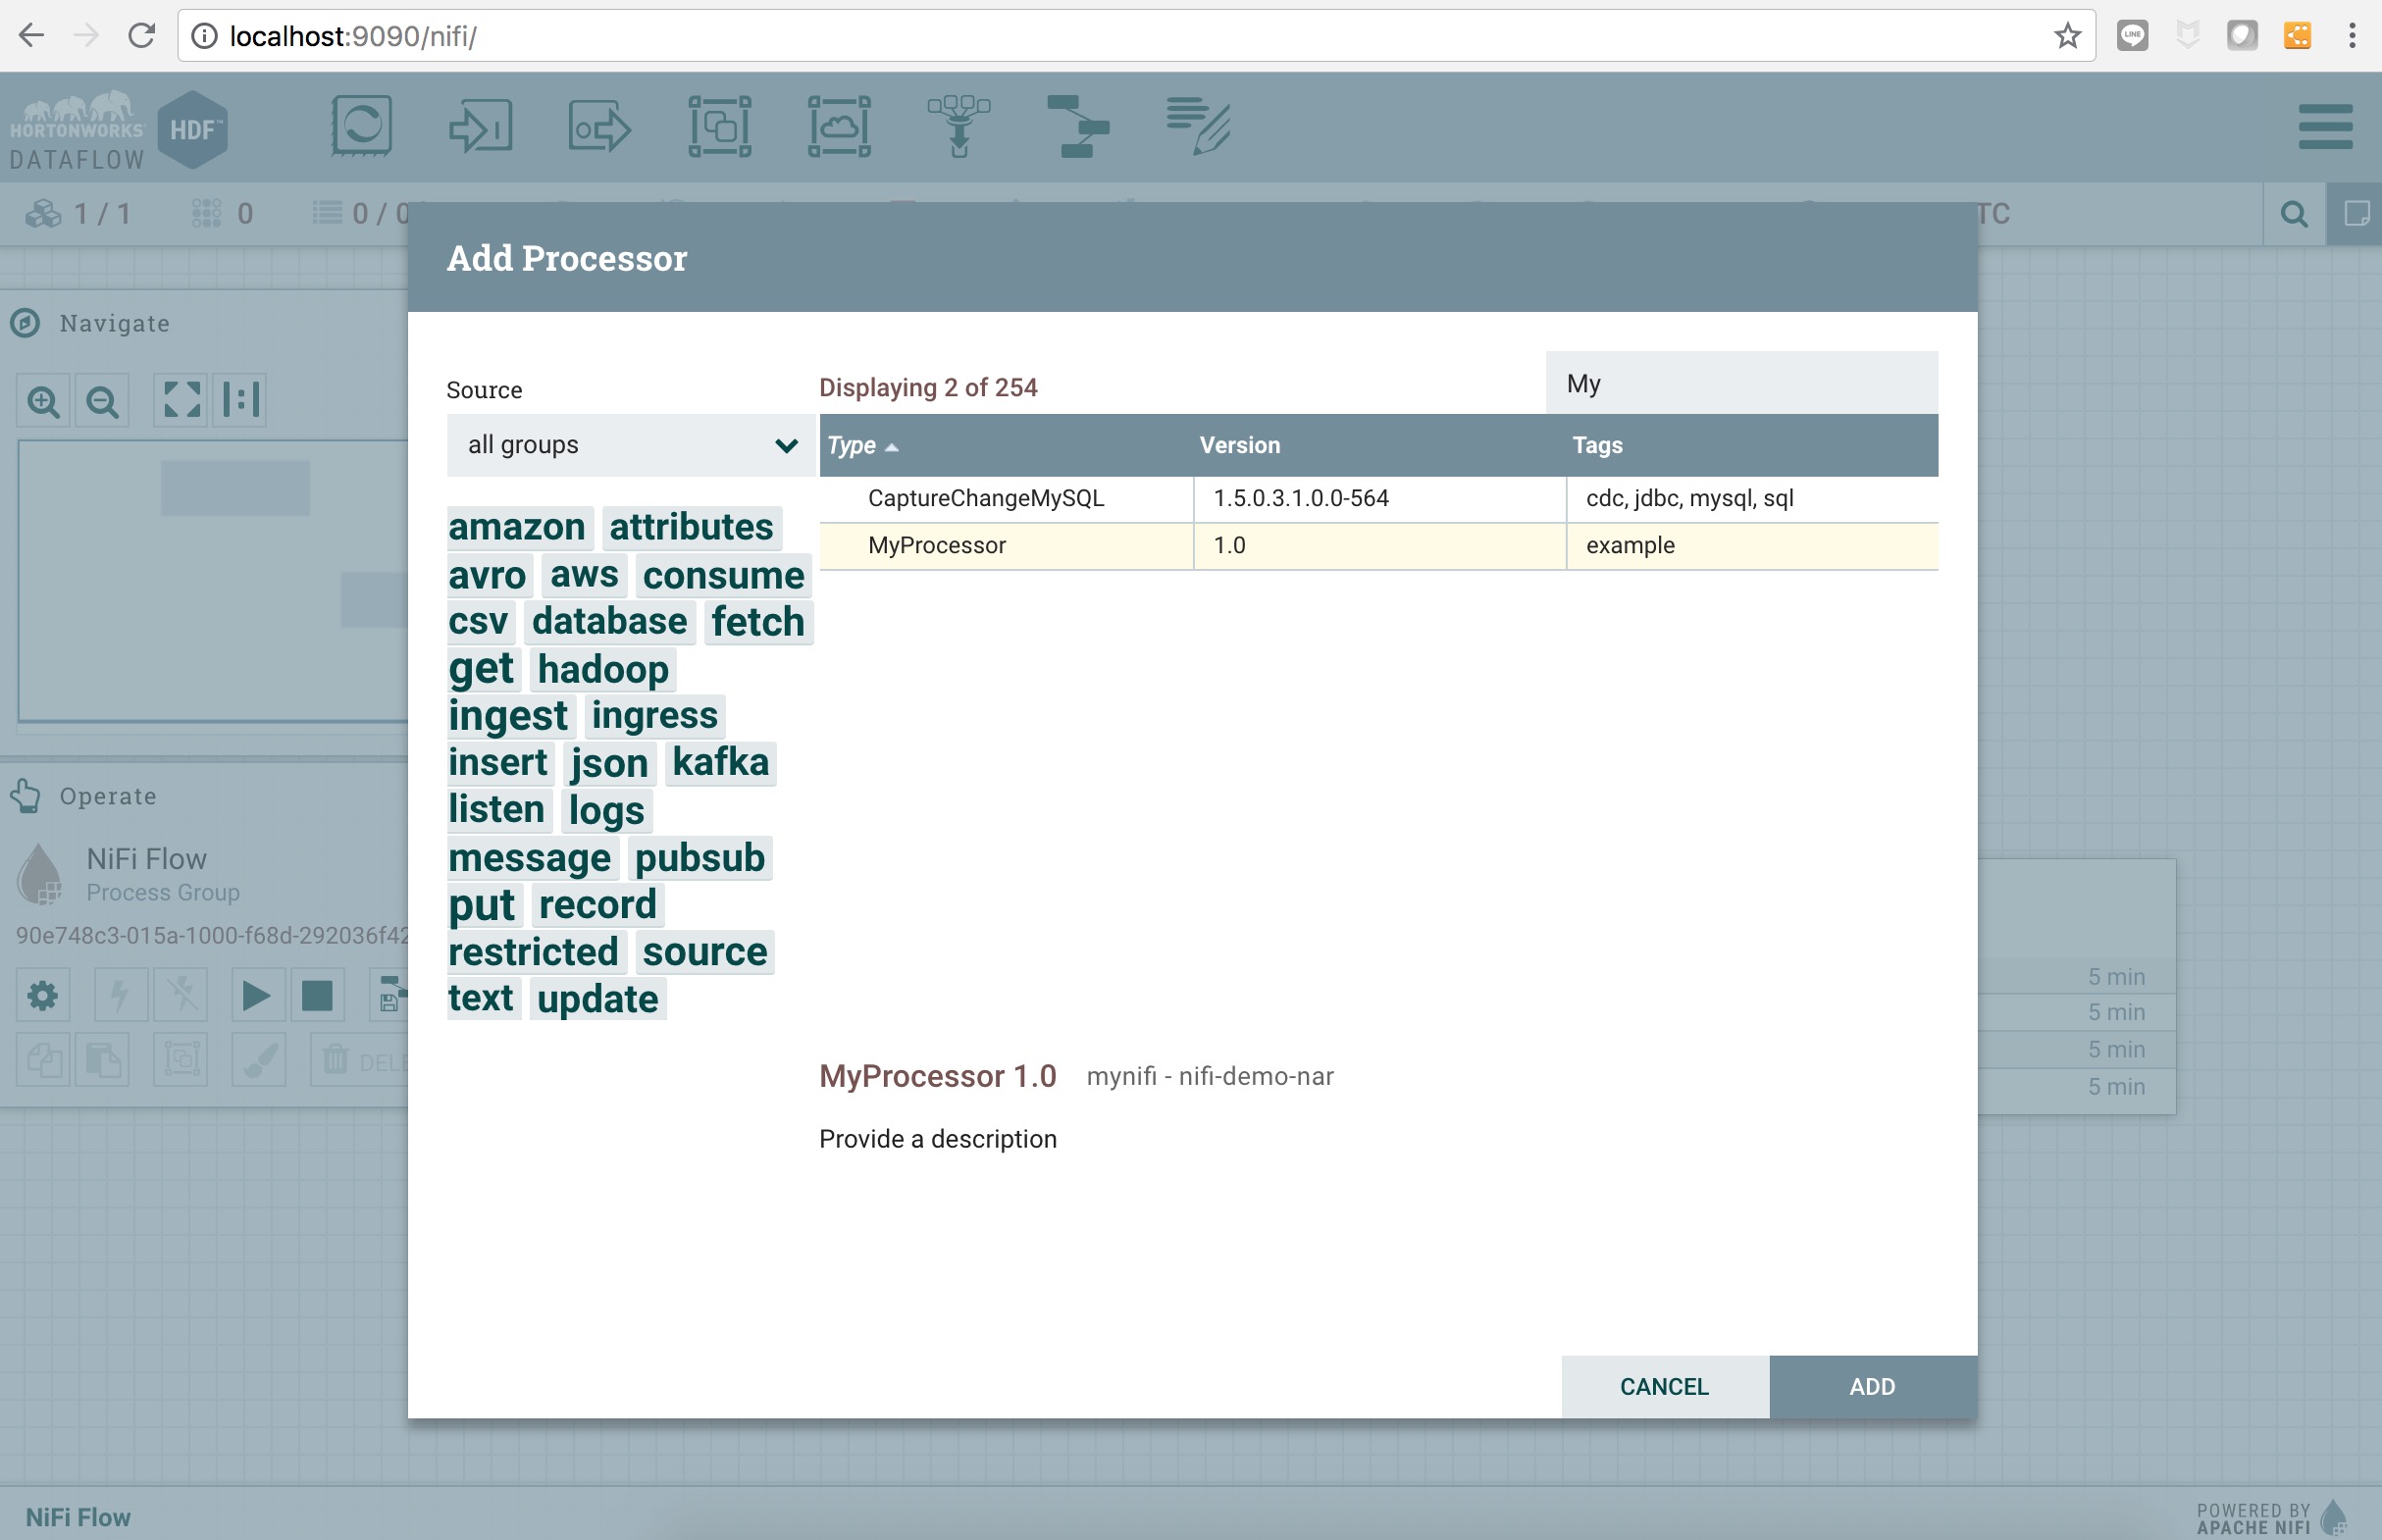 localhost:9090/nifi/
LINE
HORTONWORKS
DATAFLOW
HDF™
1 / 1 0 0 / 0
TC
Add Processor
Navigate
Source
Displaying 2 of 254
My
all groups
Type Version Tags
CaptureChangeMySQL 1.5.0.3.1.0.0-564 cdc, jdbc, mysql, sql
MyProcessor 1.0 example
amazon attributes
avro aws consume
csv database fetch
get hadoop
ingest ingress
insert json kafka
listen logs
message pubsub
put record
restricted source
text update
Operate
NiFi Flow
Process Group
90e748c3-015a-1000-f68d-292036f42
DELE
5 min
5 min
5 min
5 min
MyProcessor 1.0 mynifi - nifi-demo-nar
Provide a description
CANCEL ADD
NiFi Flow
POWERED BY
APACHE NIFI